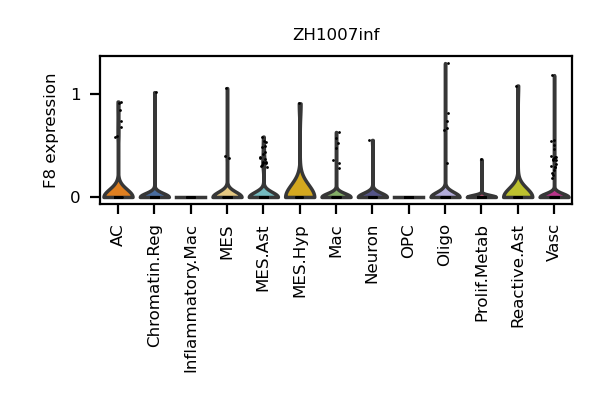 ZH1007inf
F8 expression
1
0
AC
Chromatin.Reg
Inflammatory.Mac
MES
MES.Ast
MES.Hyp
Mac
Neuron
OPC
Oligo
Prolif.Metab
Reactive.Ast
Vasc